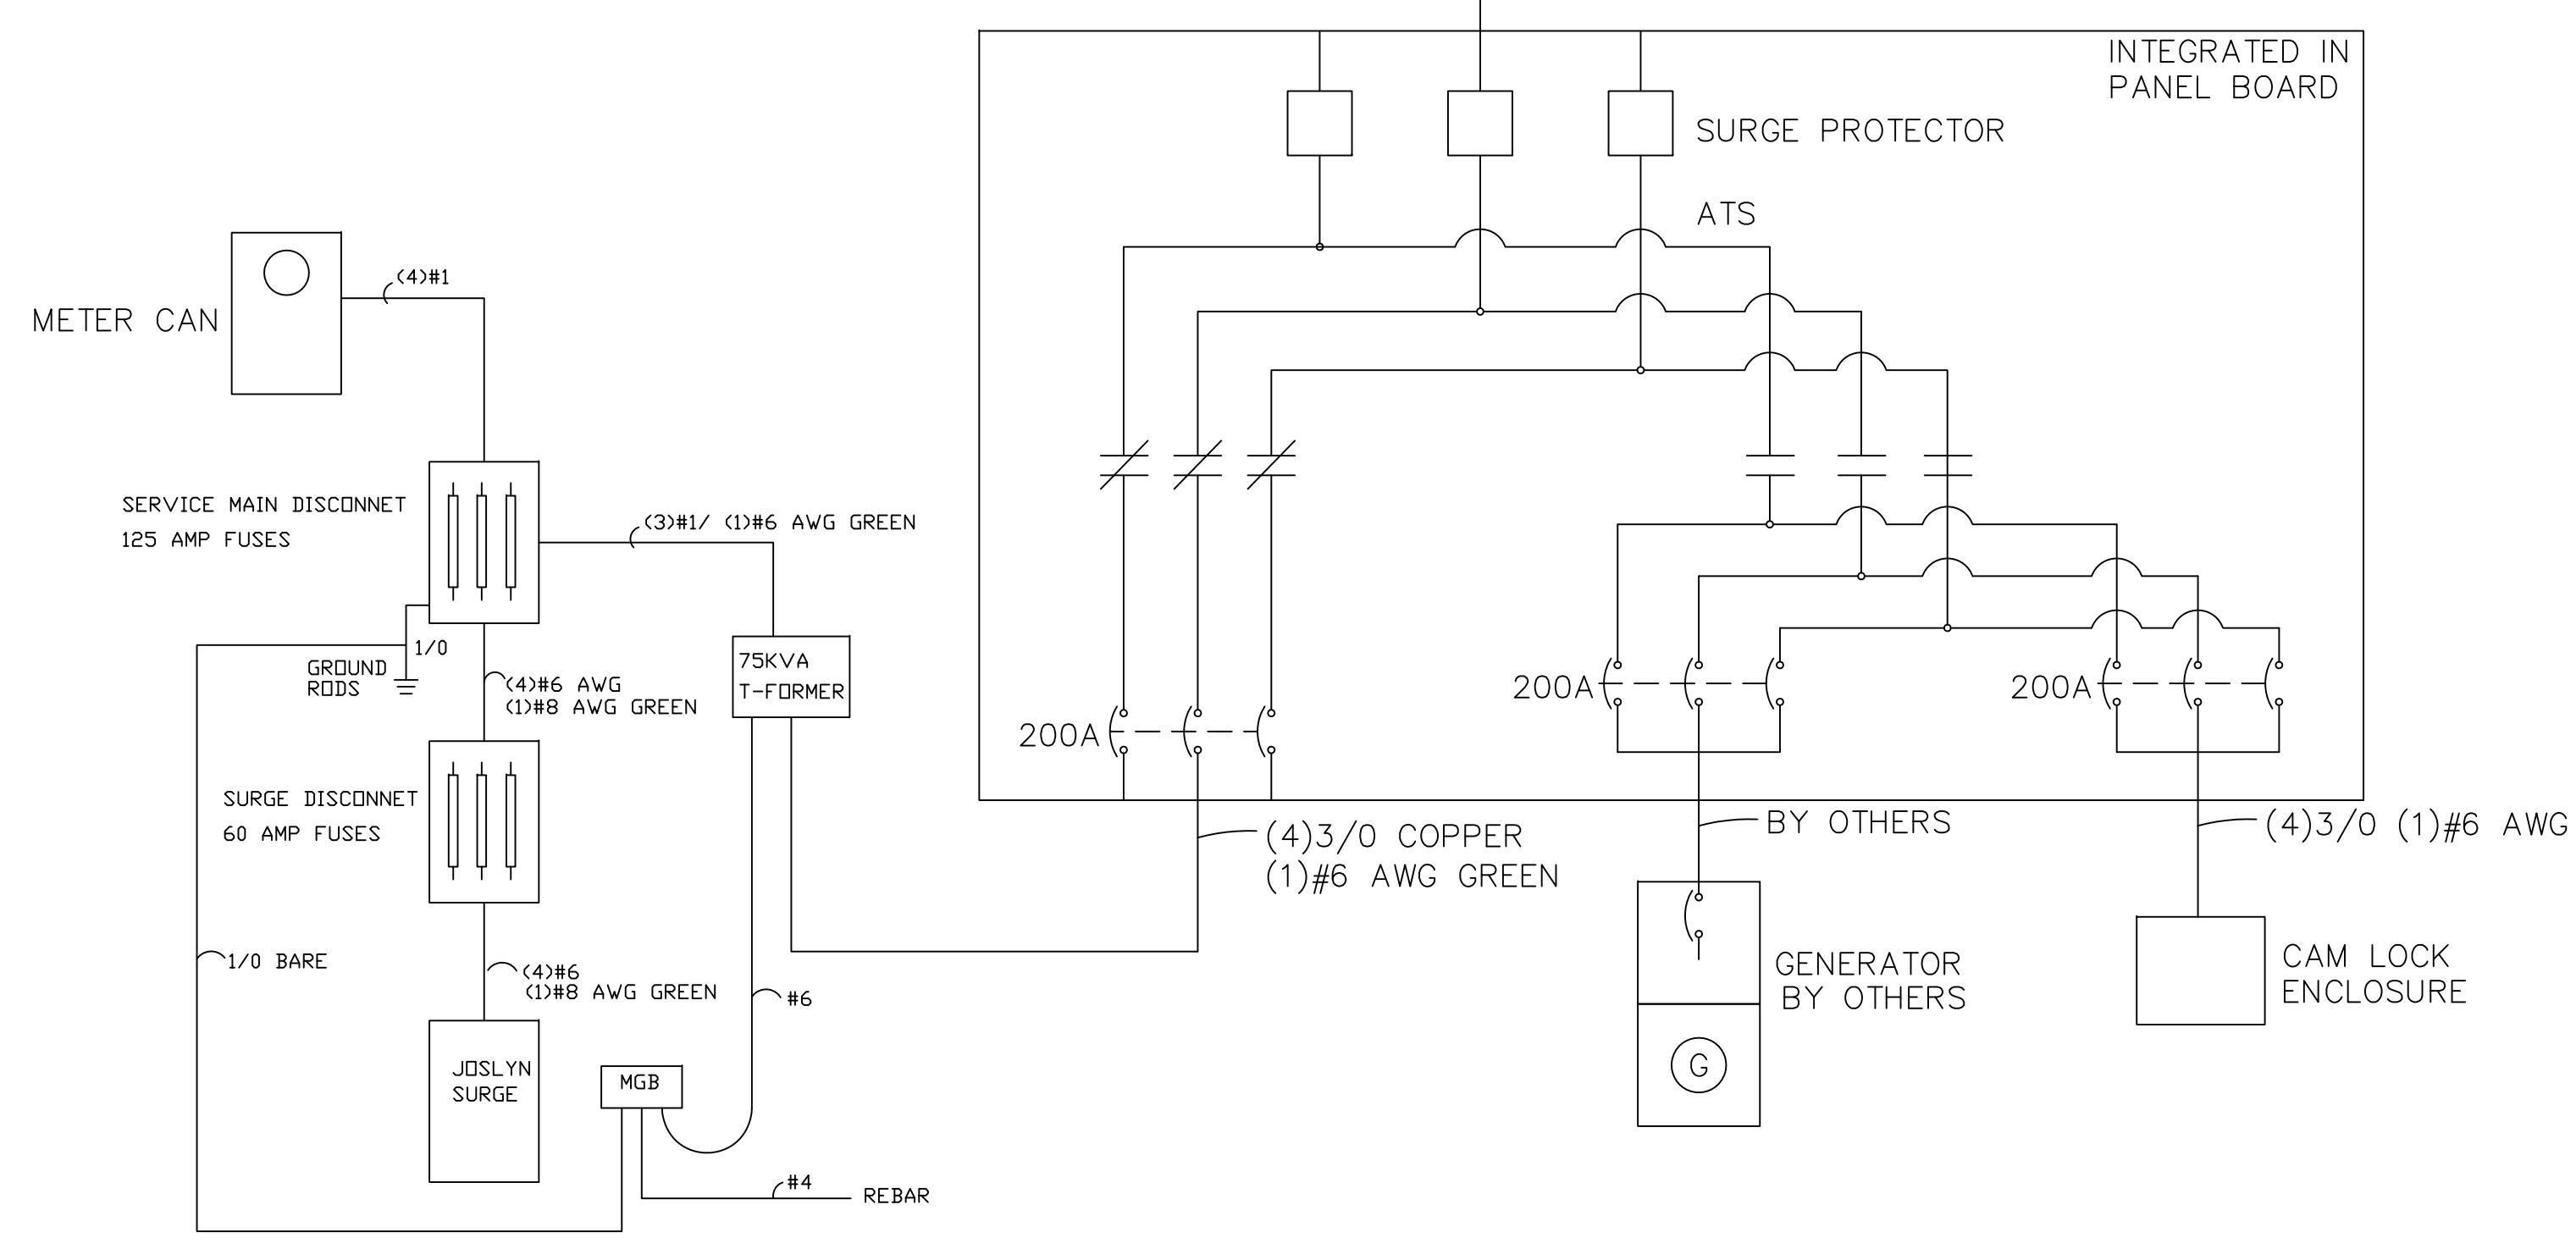 INTEGRATED IN
PANEL BOARD
SURGE PROTECTOR
ATS
(4)#1
METER CAN
SERVICE MAIN DISCONNET
125 AMP FUSES
(3)#1/ (1)#6 AWG GREEN
1/0
GROUND
RODS
75KVA
T-FORMER
(4)#6 AWG
(1)#8 AWG GREEN
200A
200A
200A
SURGE DISCONNET
60 AMP FUSES
(4)3/0 COPPER
(1)#6 AWG GREEN
BY OTHERS
(4)3/0 (1)#6 AWG
1/0 BARE
(4)#6
(1)#8 AWG GREEN
#6
GENERATOR
BY OTHERS
CAM LOCK
ENCLOSURE
JOSLYN
SURGE
MGB
G
#4
REBAR